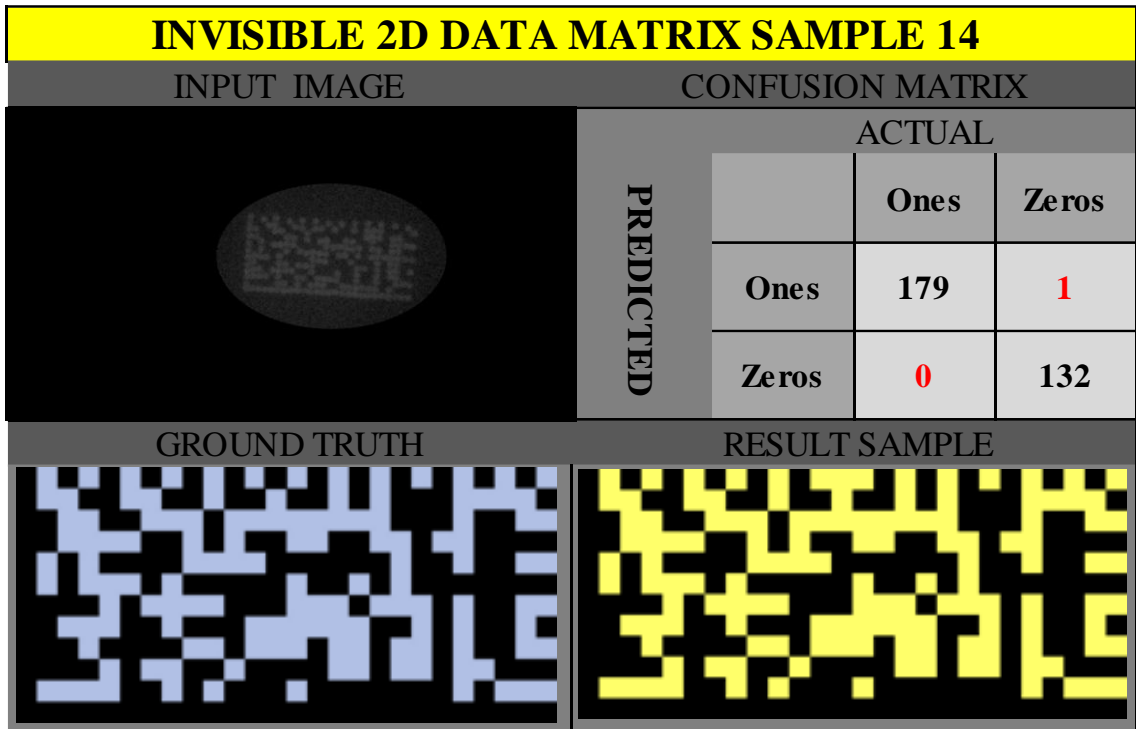 INVISIBLE 2D DATA MATRIX SAMPLE 14
INPUT IMAGE
CONFUSION MATRIX
ACTUAL
PREDICTED
Ones Zeros
Ones 179 1
Zeros 0 132
GROUND TRUTH
RESULT SAMPLE